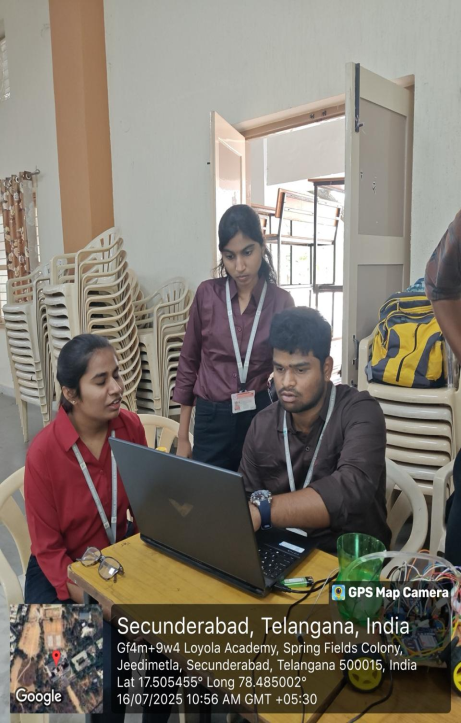 GPS Map Camera
Secunderabad, Telangana, India
Gf4m+9w4 Loyola Academy, Spring Fields Colony,
Jeedimetla, Secunderabad, Telangana 500015, India
Lat 17.505455° Long 78.485002°
16/07/2025 10:56 AM GMT +05:30
Google